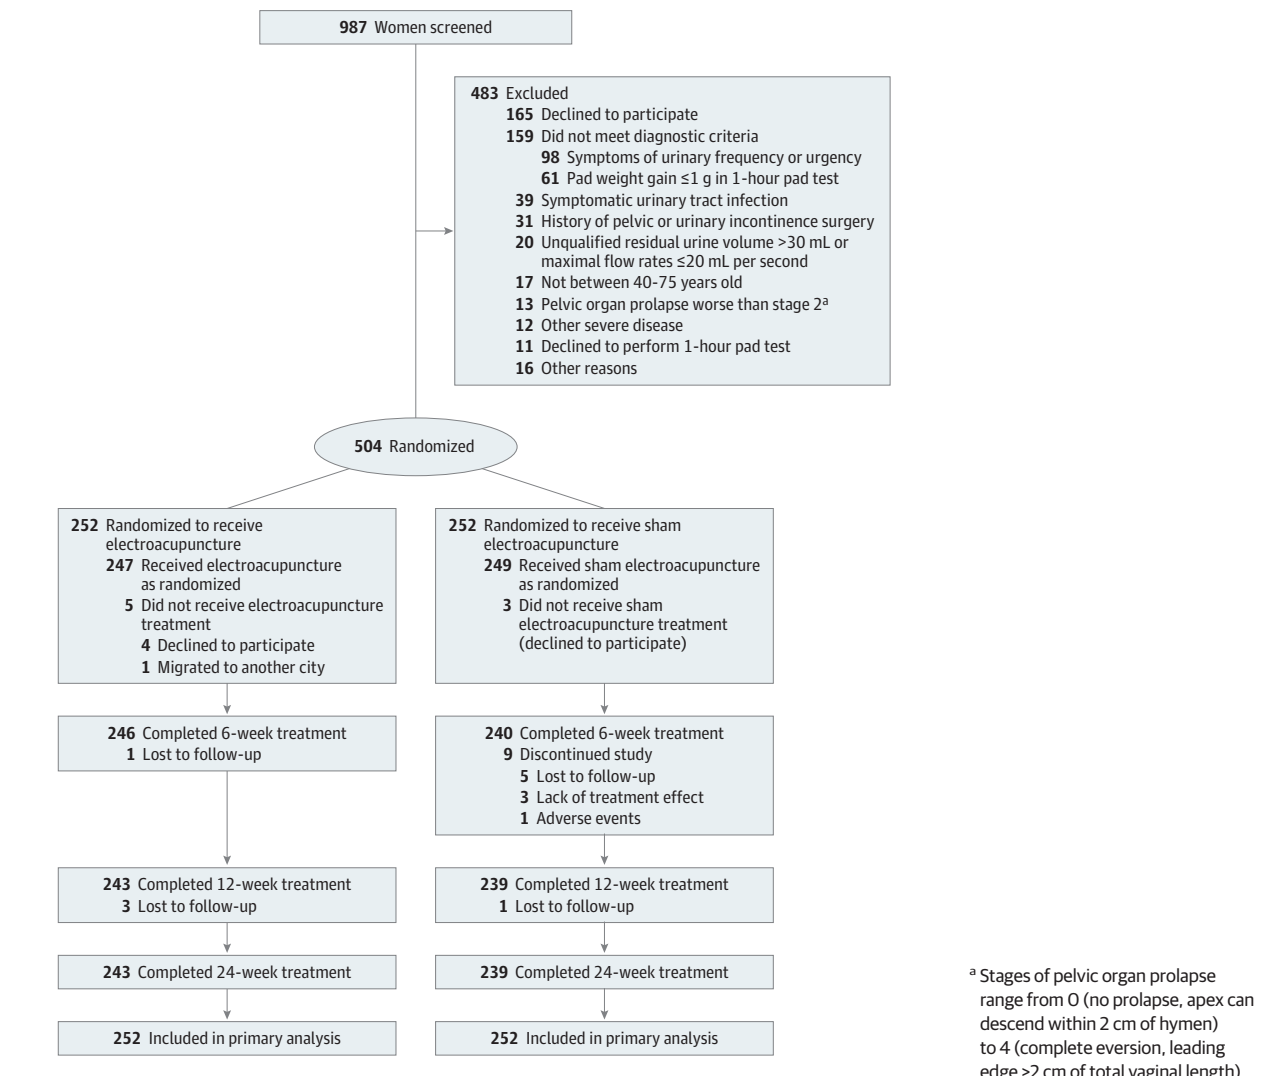 987 Women screened
483 Excluded
165 Declined to participate
159 Did not meet diagnostic criteria
98 Symptoms of urinary frequency or urgency
61 Pad weight gain ≤1 g in 1-hour pad test
39 Symptomatic urinary tract infection
31 History of pelvic or urinary incontinence surgery
20 Unqualified residual urine volume >30 mL or
maximal flow rates ≤20 mL per second
17 Not between 40-75 years old
13 Pelvic organ prolapse worse than stage 2a
12 Other severe disease
11 Declined to perform 1-hour pad test
16 Other reasons
504 Randomized
252 Randomized to receive
electroacupuncture
247 Received electroacupuncture
as randomized
5 Did not receive electroacupuncture
treatment
4 Declined to participate
1 Migrated to another city
252 Randomized to receive sham
electroacupuncture
249 Received sham electroacupuncture
as randomized
3 Did not receive sham
electroacupuncture treatment
(declined to participate)
246 Completed 6-week treatment
1 Lost to follow-up
240 Completed 6-week treatment
9 Discontinued study
5 Lost to follow-up
3 Lack of treatment effect
1 Adverse events
243 Completed 12-week treatment
3 Lost to follow-up
239 Completed 12-week treatment
1 Lost to follow-up
243 Completed 24-week treatment
239 Completed 24-week treatment
252 Included in primary analysis
252 Included in primary analysis
a Stages of pelvic organ prolapse
range from 0 (no prolapse, apex can
descend within 2 cm of hymen)
to 4 (complete eversion, leading
edge >2 cm of total vaginal length)